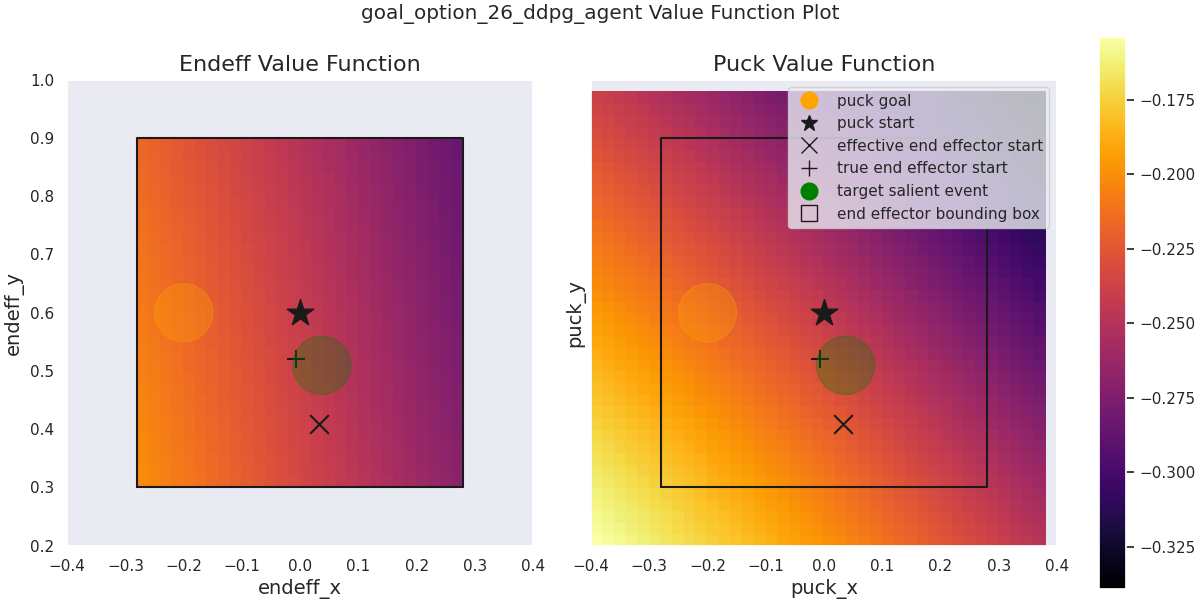 goal_option_26_ddpg_agent Value Function Plot
Endeff Value Function
1.0
0.9
0.8
0.7
0.6
0.5
0.4
0.3
0.2
endeff_y
−0.4 −0.3 −0.2 −0.1 0.0 0.1 0.2 0.3 0.4
endeff_x
Puck Value Function
puck goal
puck start
effective end effector start
true end effector start
target salient event
end effector bounding box
puck_y
−0.4 −0.3 −0.2 −0.1 0.0 0.1 0.2 0.3 0.4
puck_x
−0.175
−0.200
−0.225
−0.250
−0.275
−0.300
−0.325